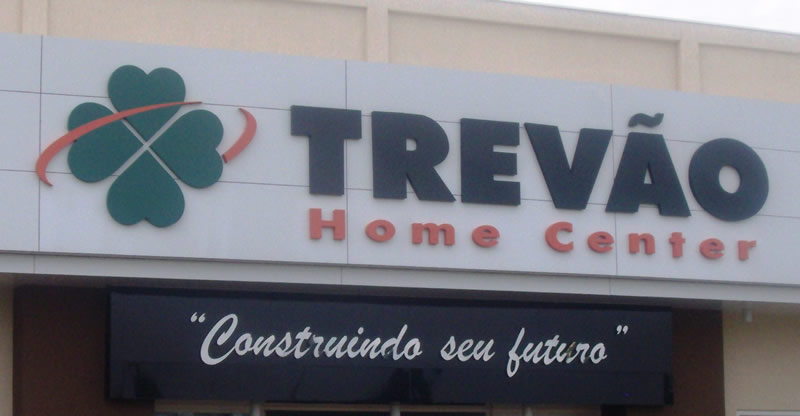 TREVÃO
Home Center
"Construindo seu futuro"